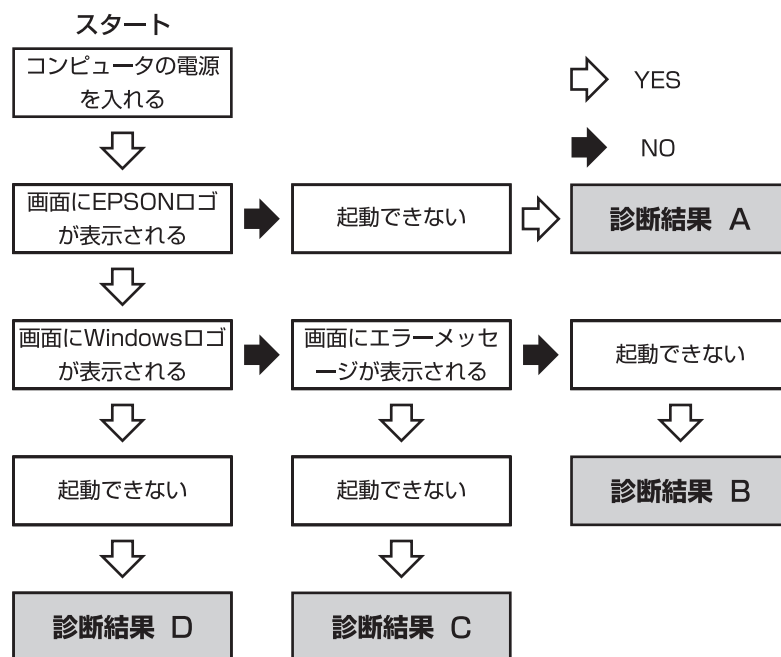 スタート
コンピュータの電源
を入れる
YES
NO
画面にEPSONロゴ
が表示される
起動できない
診断結果 A
画面にWindowsロゴ
が表示される
画面にエラーメッセ
ージが表示される
起動できない
起動できない
起動できない
診断結果 B
診断結果 D
診断結果 C